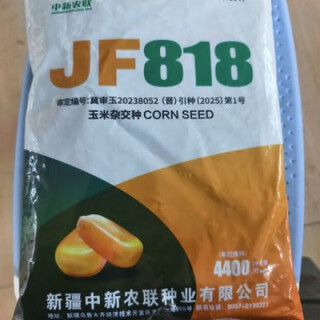 中新农联
JF818
审定编号:冀审玉20238052 (晋) 引种 (2025) 第1号
玉米杂交种 CORN SEED
4400
新疆中新农联种业有限公司